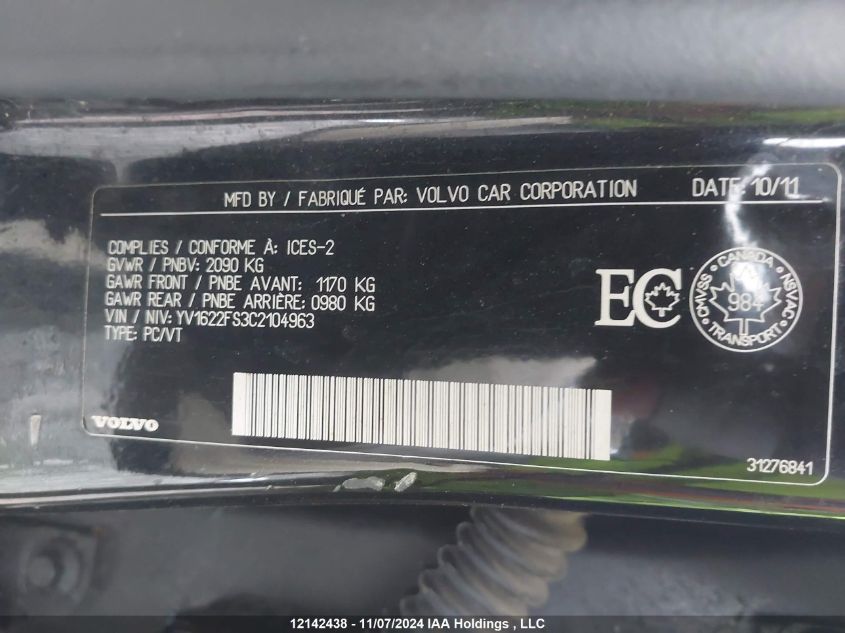 MFD BY / FABRIQUÉ PAR: VOLVO CAR CORPORATION DATE: 10/11
COMPLIES / CONFORME A: ICES-2
GVWR / PNBV: 2090 KG
GAWR FRONT / PNBE AVANT: 1170 KG
GAWR REAR / PNBE ARRIÈRE: 0980 KG
VIN / NIV: YV1622FS3C2104963
TYPE: PC/VT
EC
CANADA
CMVSS NSVAC
984
TRANSPORT
VOLVO
31276841
12142438 - 11/07/2024 IAA Holdings , LLC